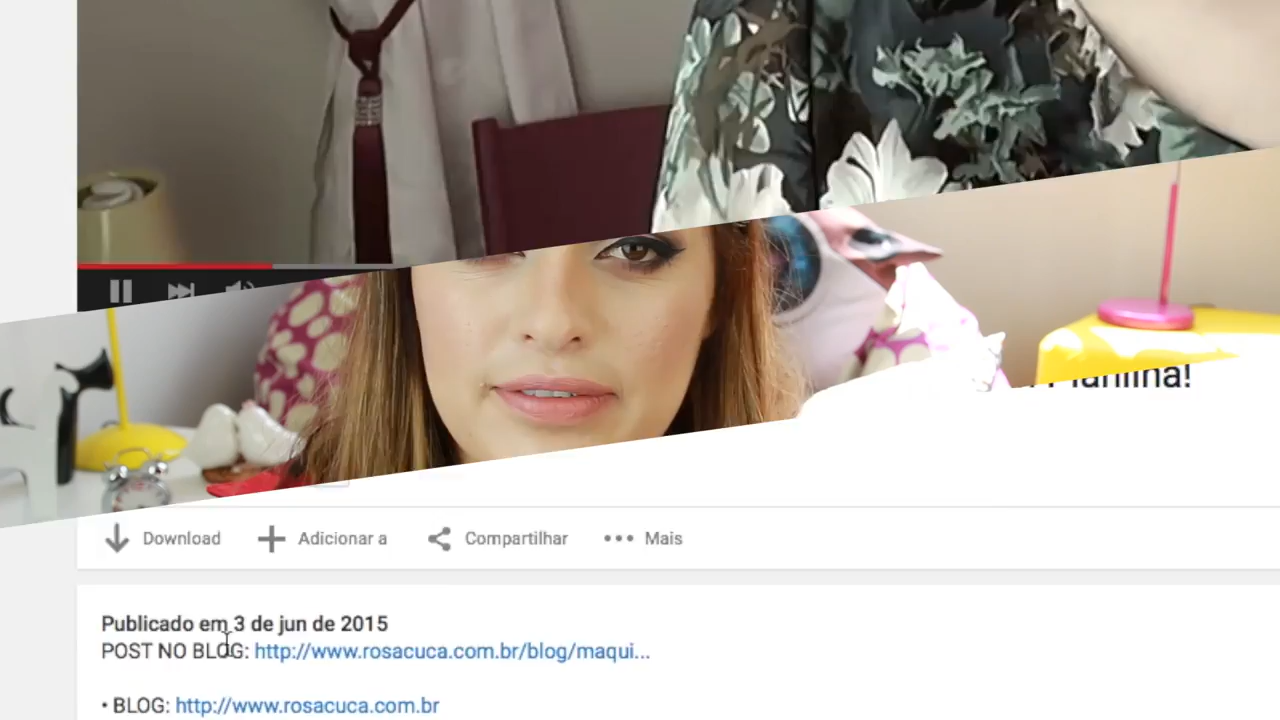 Planilha!
Download
Adicionar a
Compartilhar
Mais
Publicado em 3 de jun de 2015
POST NO BLOG: http://www.rosacuca.com.br/blog/maqui...
• BLOG: http://www.rosacuca.com.br